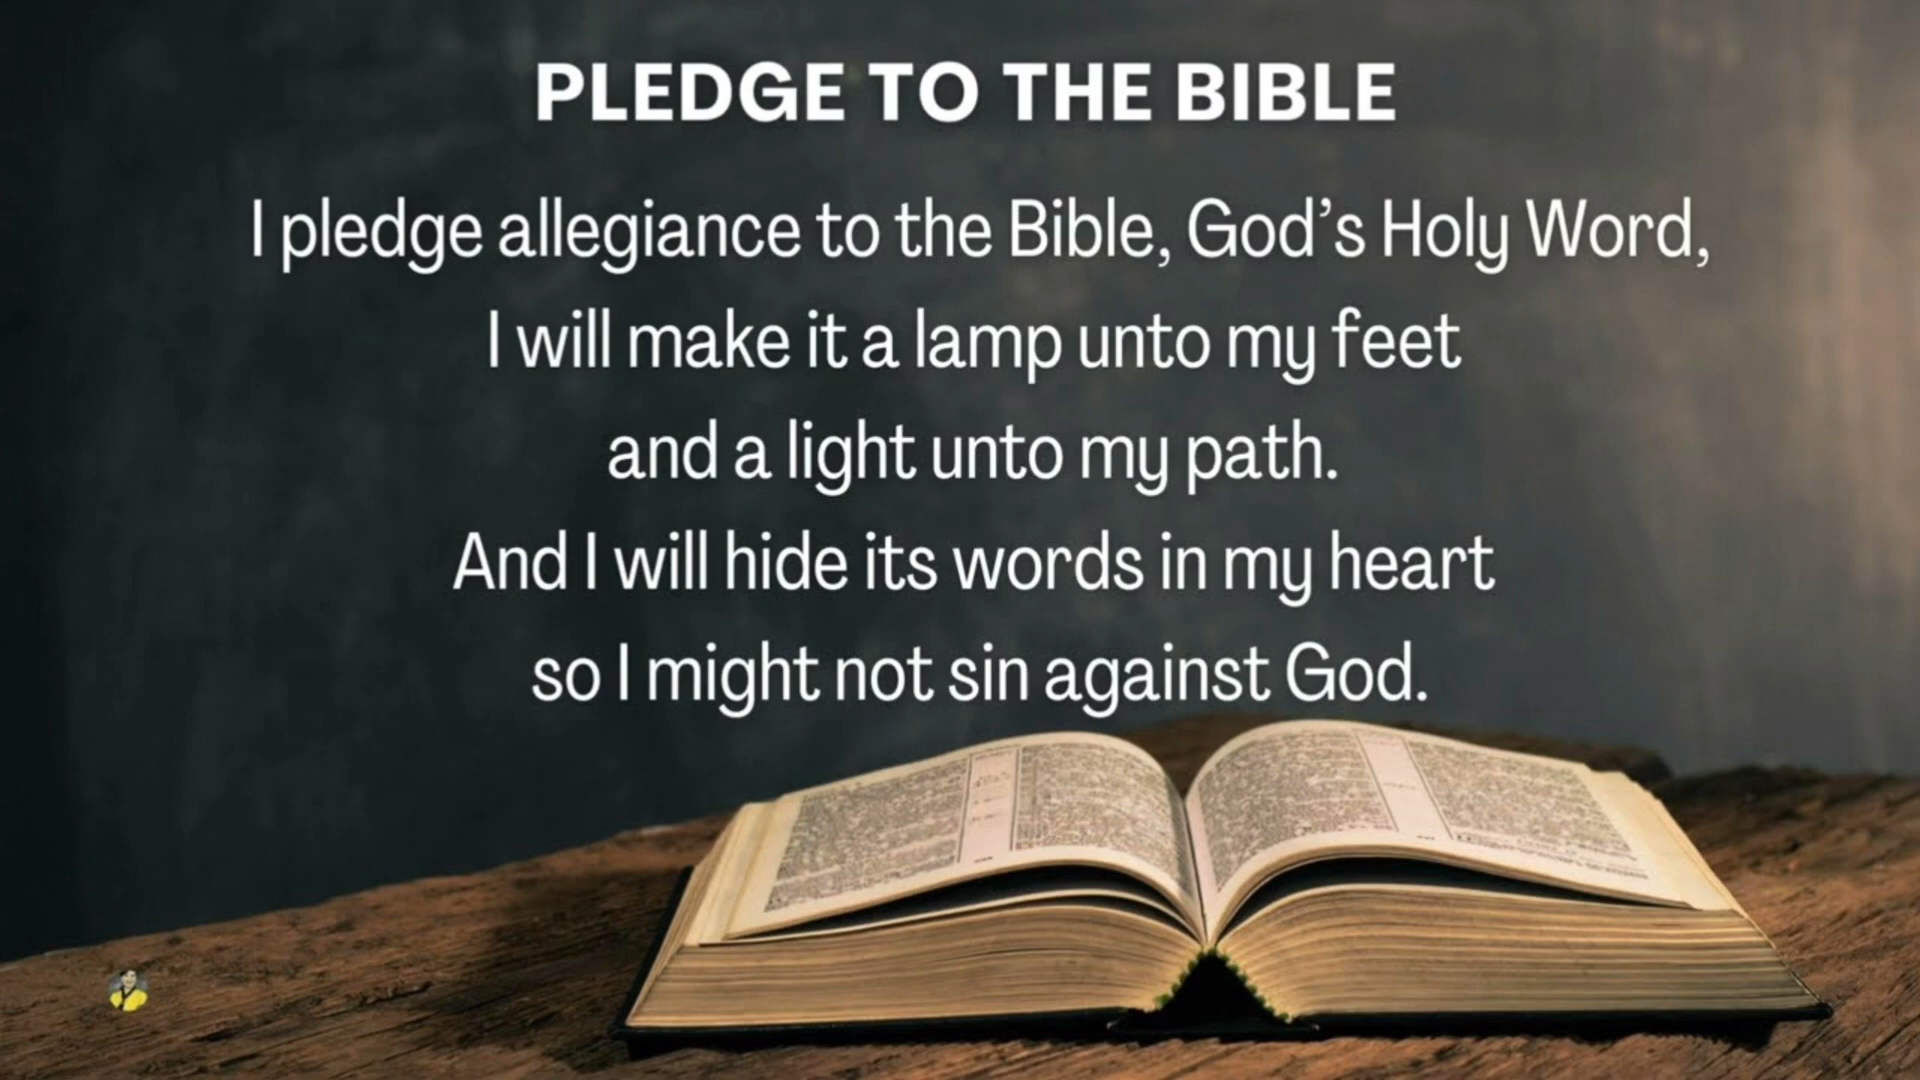 PLEDGE TO THE BIBLE
I pledge allegiance to the Bible, God’s Holy Word,
I will make it a lamp unto my feet
and a light unto my path.
And I will hide its words in my heart
so I might not sin against God.